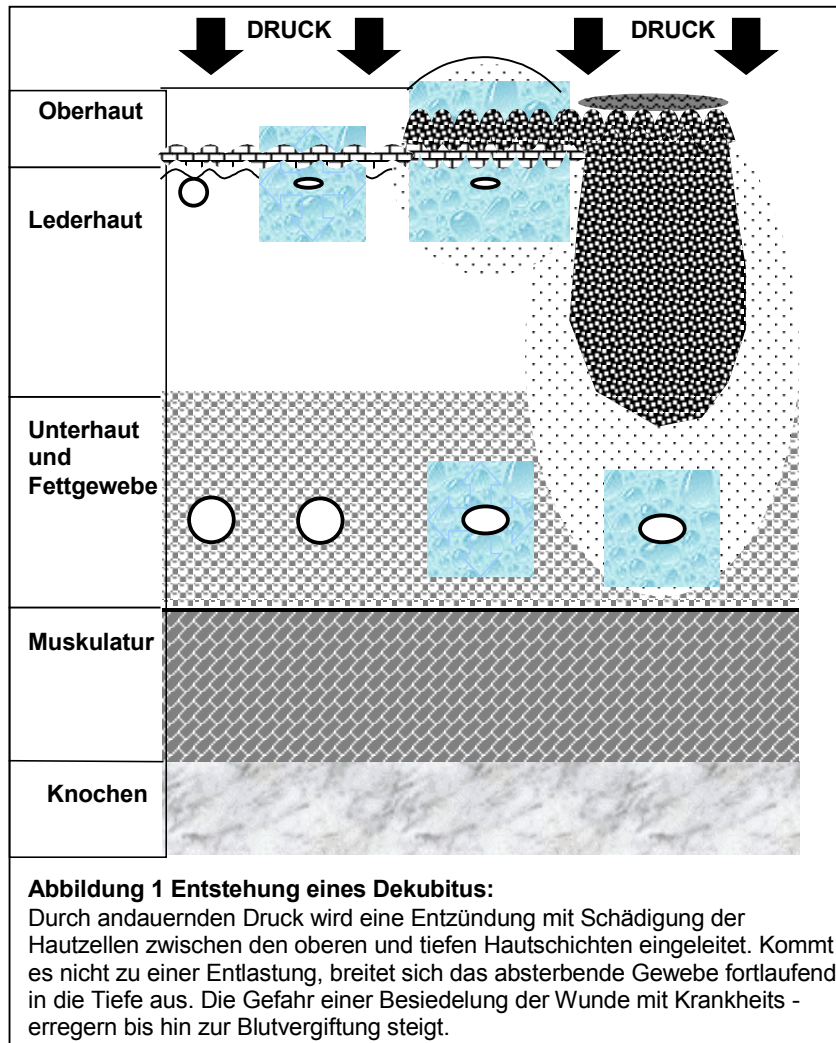 DRUCK DRUCK
Oberhaut
Lederhaut
Unterhaut
und
Fettgewebe
Muskulatur
Knochen
Abbildung 1 Entstehung eines Dekubitus:
Durch andauernden Druck wird eine Entzündung mit Schädigung der
Hautzellen zwischen den oberen und tiefen Hautschichten eingeleitet. Kommt
es nicht zu einer Entlastung, breitet sich das absterbende Gewebe fortlaufend
in die Tiefe aus. Die Gefahr einer Besiedelung der Wunde mit Krankheits -
erregern bis hin zur Blutvergiftung steigt.